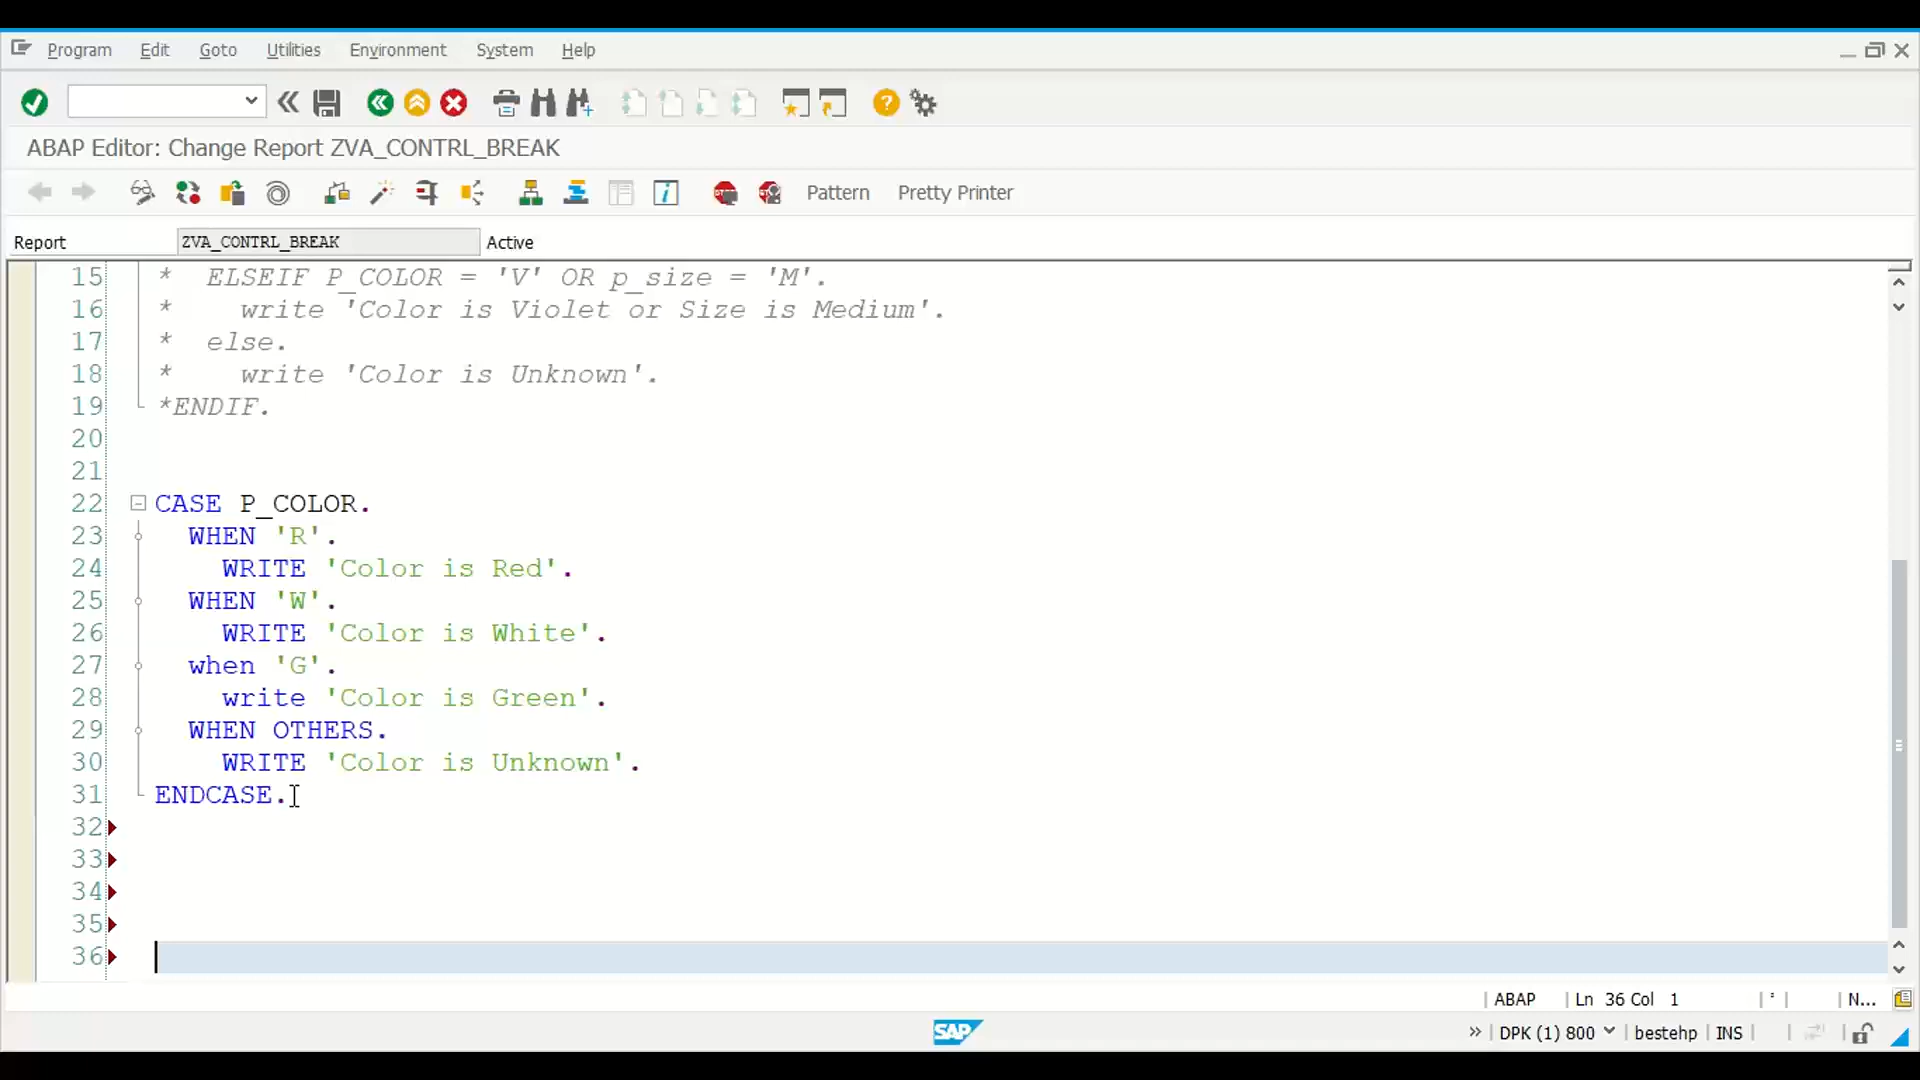 Program Edit Goto Utilities Environment System Help
ABAP Editor: Change Report ZVA_CONTRL_BREAK
Pattern Pretty Printer
Report ZVA_CONTRL_BREAK Active
15 * ELSEIF P_COLOR = 'V' OR p_size = 'M'.
16 * write 'Color is Violet or Size is Medium'.
17 * else.
18 * write 'Color is Unknown'.
19 *ENDIF.
20
21
22 CASE P_COLOR.
23 WHEN 'R'.
24 WRITE 'Color is Red'.
25 WHEN 'W'.
26 WRITE 'Color is White'.
27 when 'G'.
28 write 'Color is Green'.
29 WHEN OTHERS.
30 WRITE 'Color is Unknown'.
31 ENDCASE.
32
33
34
35
36
ABAP Ln 36 Col 1 N...
SAP DPK (1) 800 bestehp INS